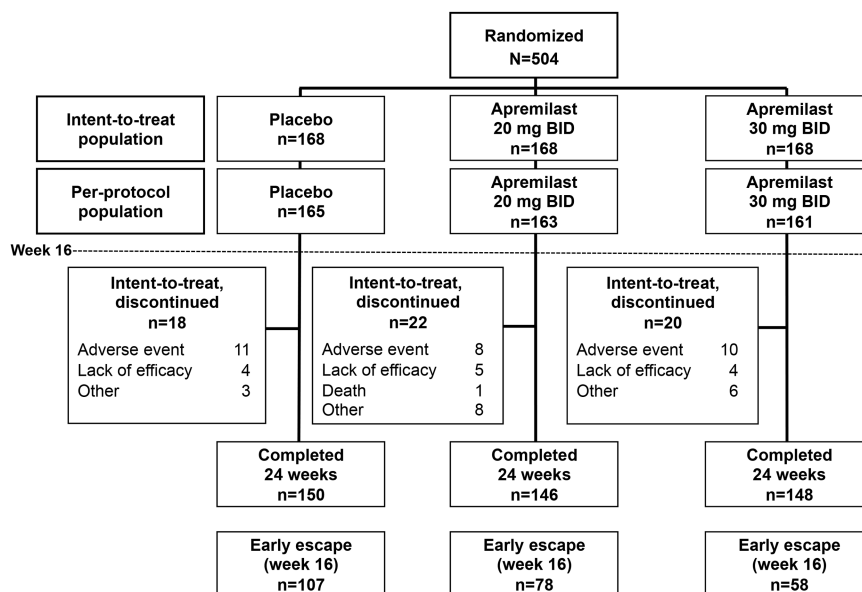 Randomized
N=504
Intent-to-treat
population
Placebo
n=168
Apremilast
20 mg BID
n=168
Apremilast
30 mg BID
n=168
Per-protocol
population
Placebo
n=165
Apremilast
20 mg BID
n=163
Apremilast
30 mg BID
n=161
Week 16
Intent-to-treat,
discontinued
n=18
Adverse event 11
Lack of efficacy 4
Other 3
Intent-to-treat,
discontinued
n=22
Adverse event 8
Lack of efficacy 5
Death 1
Other 8
Intent-to-treat,
discontinued
n=20
Adverse event 10
Lack of efficacy 4
Other 6
Completed
24 weeks
n=150
Completed
24 weeks
n=146
Completed
24 weeks
n=148
Early escape
(week 16)
n=107
Early escape
(week 16)
n=78
Early escape
(week 16)
n=58